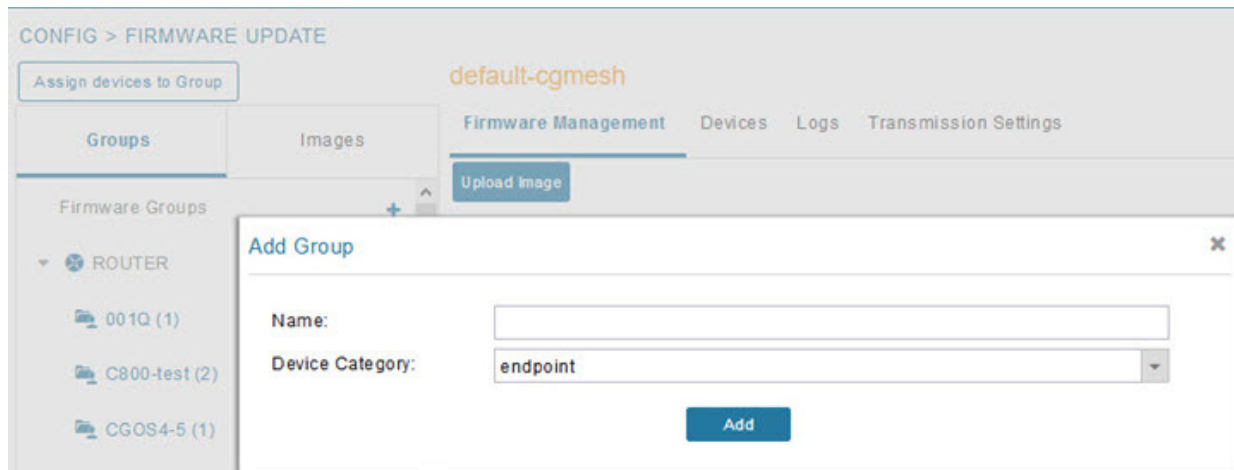 CONFIG > FIRMWARE UPDATE
Assign devices to Group
default-cgmesh
Groups
Images
Firmware Management
Devices
Logs
Transmission Settings
Upload Image
Firmware Groups
+
ROUTER
001Q (1)
C800-test (2)
CGOS4-5 (1)
Add Group
Name:
Device Category:
endpoint
Add